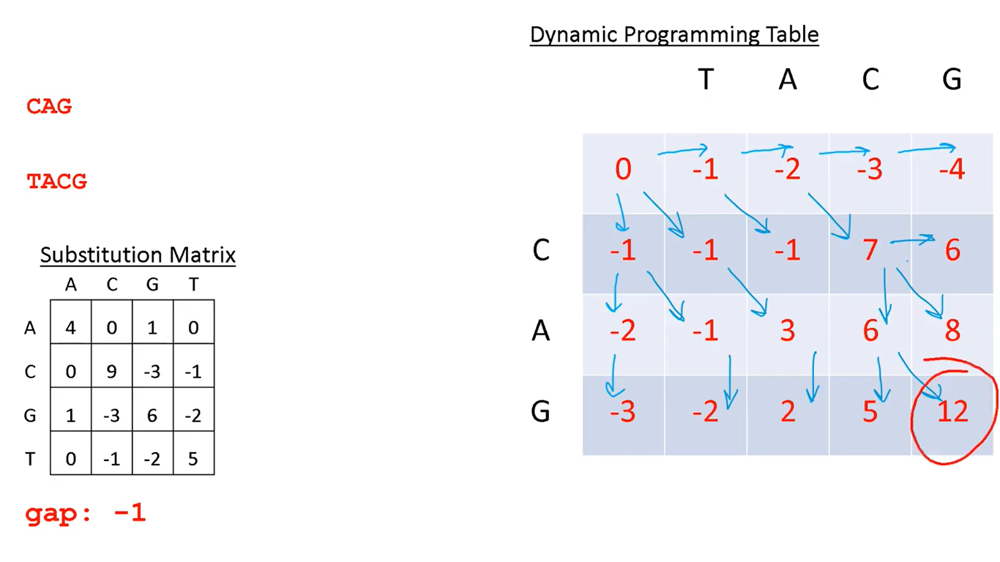 CAG
TACG
Substitution Matrix
A C G T
A 4 0 1 0
C 0 9 -3 -1
G 1 -3 6 -2
T 0 -1 -2 5
gap: -1
Dynamic Programming Table
T A C G
0 -1 -2 -3 -4
C -1 -1 -1 7 6
A -2 -1 3 6 8
G -3 -2 2 5 12